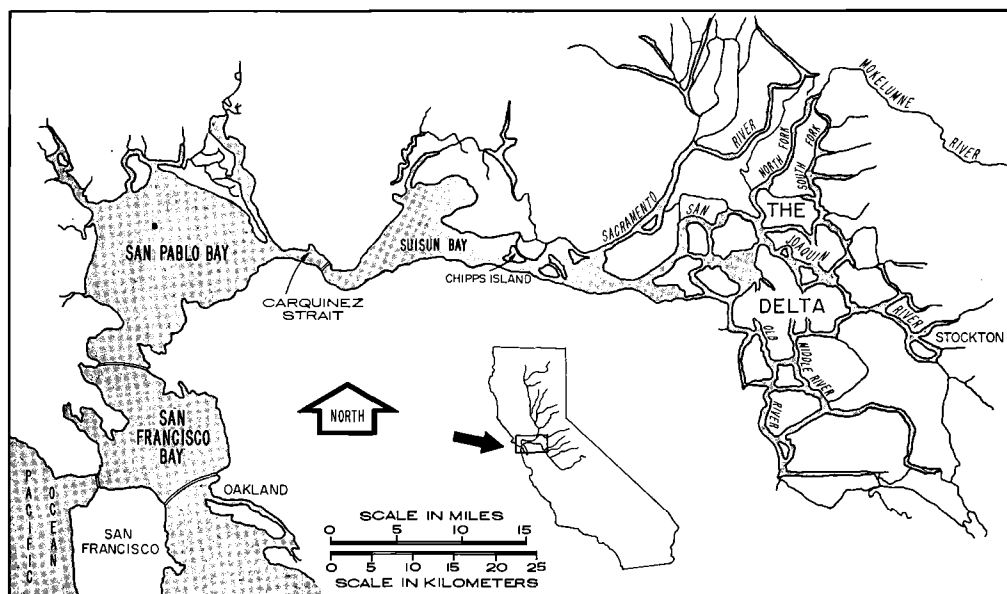 MOKELUMNE
RIVER
RIVER
NORTH FORK
SOUTH FORK
SACRAMENTO
SAN
THE
JOAQUIN
SAN PABLO BAY
SUISUN BAY
CHIPPS ISLAND
CARQUINEZ
STRAIT
DELTA
OLD
MIDDLE RIVER
RIVER
RIVER
STOCKTON
NORTH
SAN
FRANCISCO
BAY
OAKLAND
PACIFIC
OCEAN
SAN
FRANCISCO
SCALE IN MILES
0 5 10 15
0 5 10 15 20 25
SCALE IN KILOMETERS